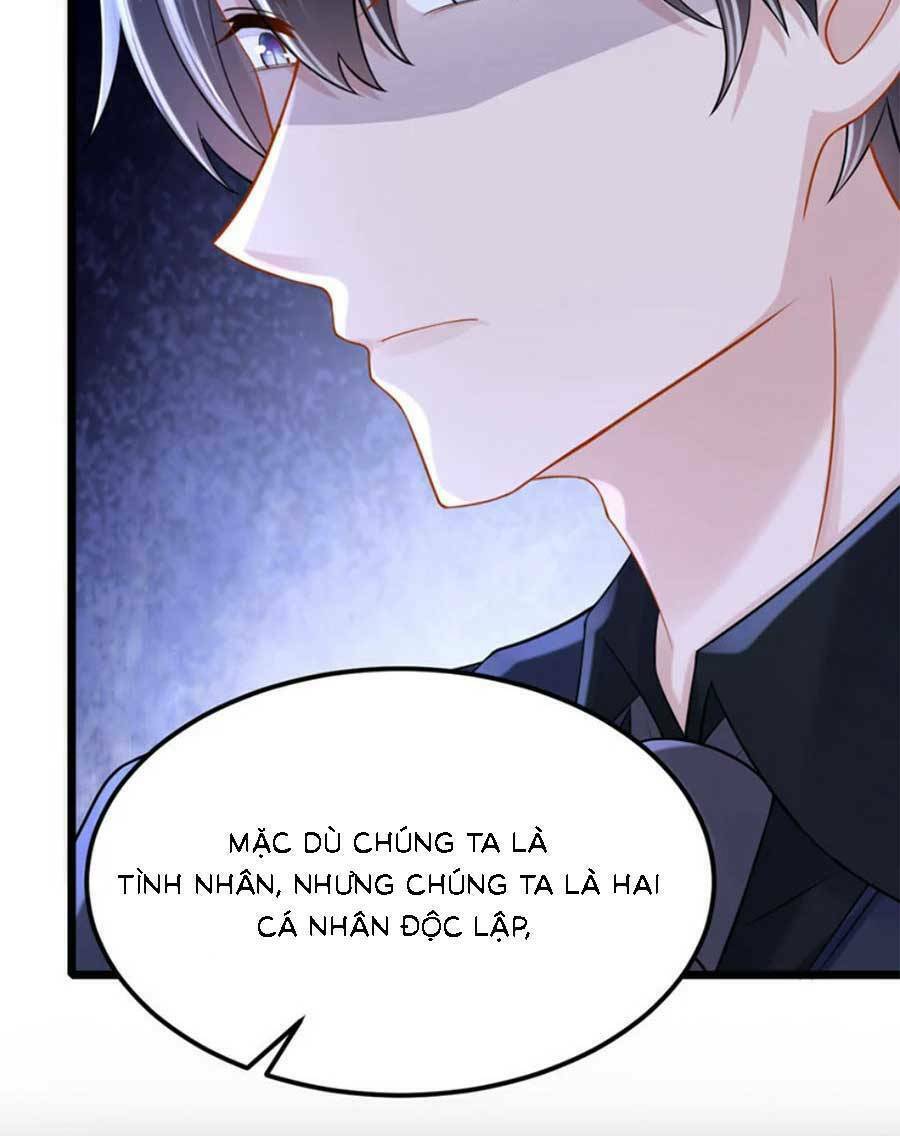 MẶC DÙ CHÚNG TA LÀ
TÌNH NHÂN, NHƯNG CHÚNG TA LÀ HAI
CÁ NHÂN ĐỘC LẬP,